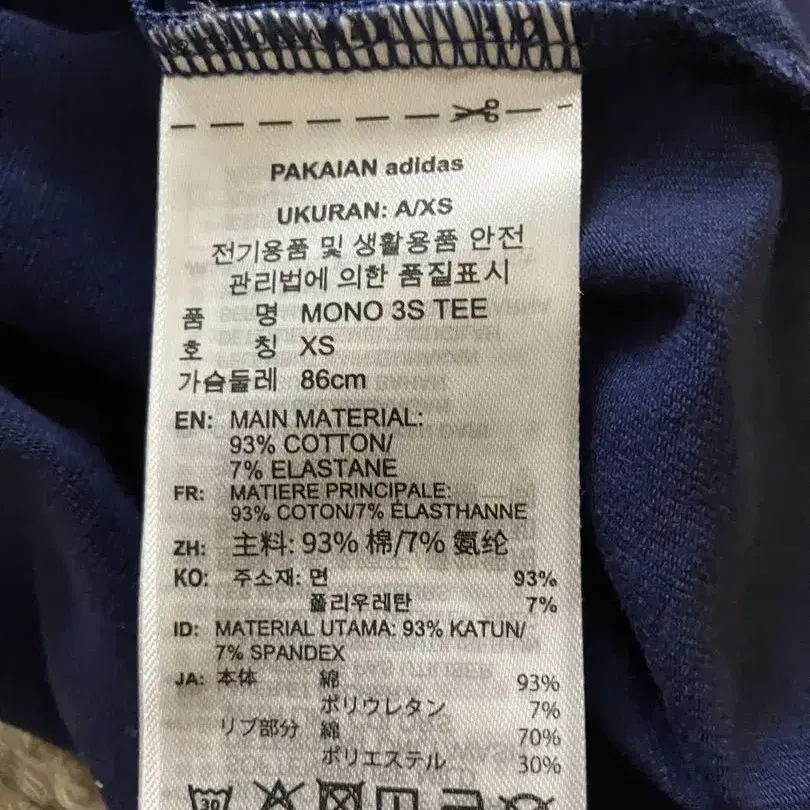 PAKAIAN adidas
UKURAN: A/XS
전기용품 및 생활용품 안전
관리법에 의한 품질표시
품 명 MONO 3S TEE
호 칭 XS
가슴둘레 86cm
EN: MAIN MATERIAL:
93% COTTON/
7% ELASTANE
FR: MATIERE PRINCIPALE:
93% COTON/7% ÉLASTHANNE
ZH: 主料: 93% 棉/7% 氨纶
KO: 주소재: 면 93%
폴리우레탄 7%
ID: MATERIAL UTAMA: 93% KATUN/
7% SPANDEX
JA: 本体 綿 93%
ポリウレタン 7%
リブ部分 綿 70%
ポリエステル 30%
30